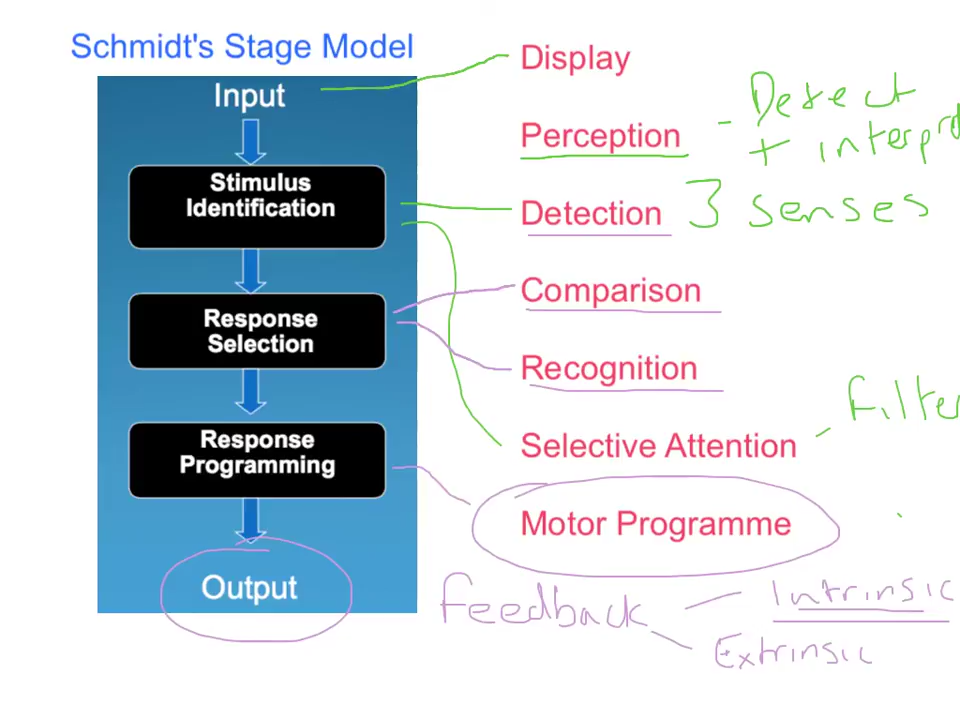 Schmidt's Stage Model
Input
Stimulus
Identification
Response
Selection
Response
Programming
Output
Display
Perception
- Detect
+ interpr
Detection
3 senses
Comparison
Recognition
Selective Attention
- Filter
Motor Programme
Feedback
Intrinsic
Extrinsic